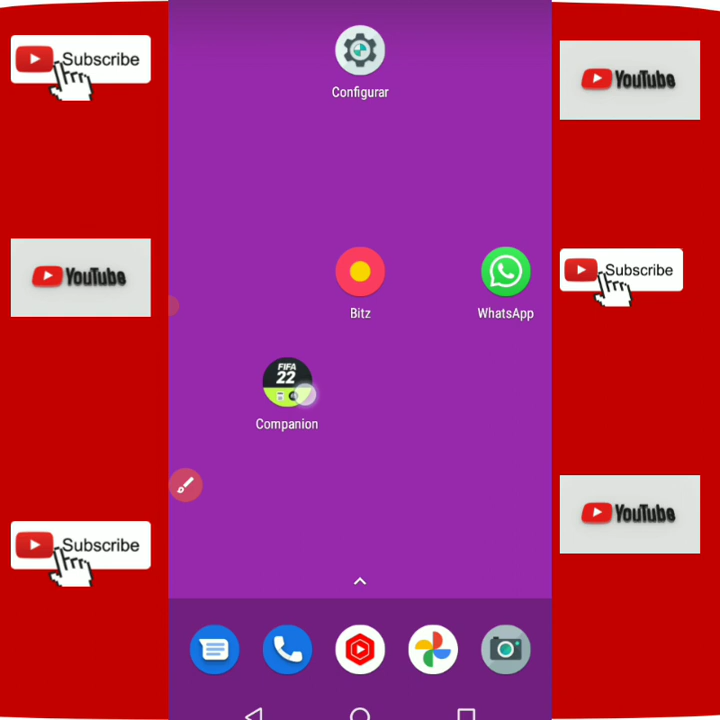 Subscribe
Configurar
YouTube
YouTube
Bitz
WhatsApp
Subscribe
FIFA
22
Companion
YouTube
Subscribe